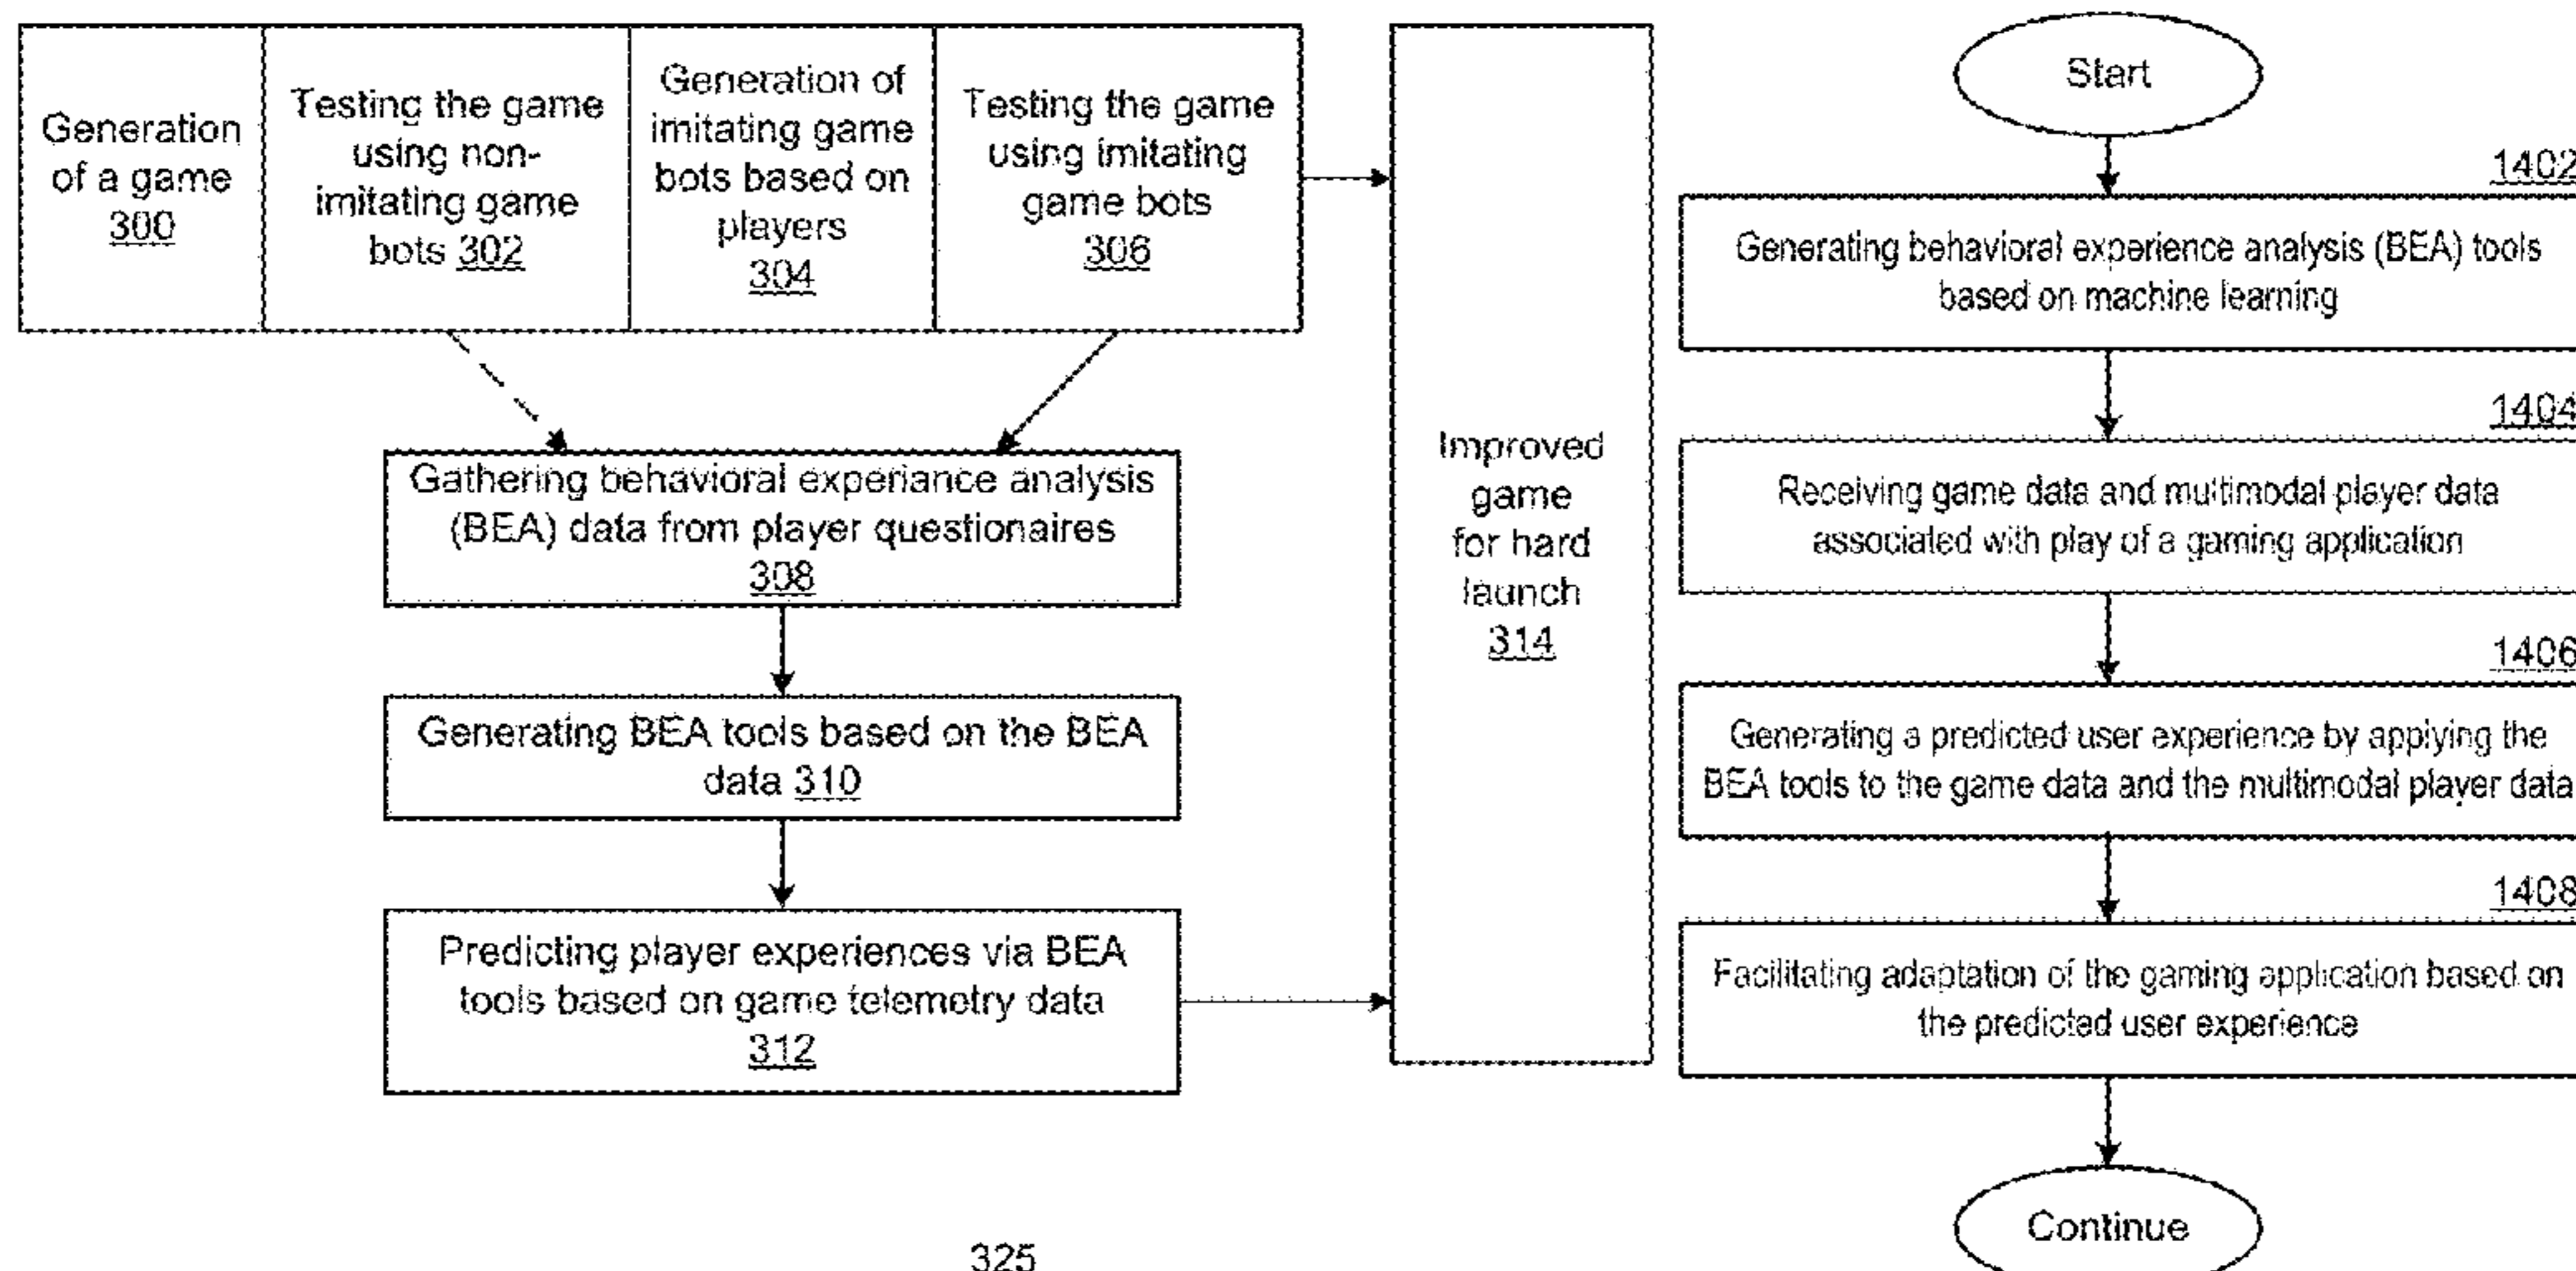 Generation
of a game
300
Testing the game
using non-
imitating game
bots 302
Generation of
imitating game
bots based on
players
304
Testing the game
using imitating
game bots
306
Gathering behavioral experiance analysis
(BEA) data from player questionaires
308
Generating BEA tools based on the BEA
data 310
Predicting player experiences via BEA
tools based on game telemetry data
312
Improved
game
for hard
launch
314
325
Start
1402
Generating behavioral experience analysis (BEA) tools
based on machine learning
1404
Receiving game data and multimodal player data
associated with play of a gaming application
1406
Generating a predicted user experience by applying the
BEA tools to the game data and the multimodal player data
1408
Facilitating adaptation of the gaming application based on
the predicted user experience
Continue